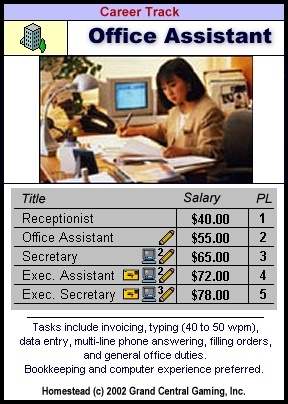 Career Track
Office Assistant
Title Salary PL
Receptionist $40.00 1
Office Assistant $55.00 2
Secretary 2 $65.00 3
Exec. Assistant 2 $72.00 4
Exec. Secretary 3 $78.00 5
Tasks include invoicing, typing (40 to 50 wpm),
data entry, multi-line phone answering, filling orders,
and general office duties.
Bookkeeping and computer experience preferred.
Homestead (c) 2002 Grand Central Gaming, Inc.